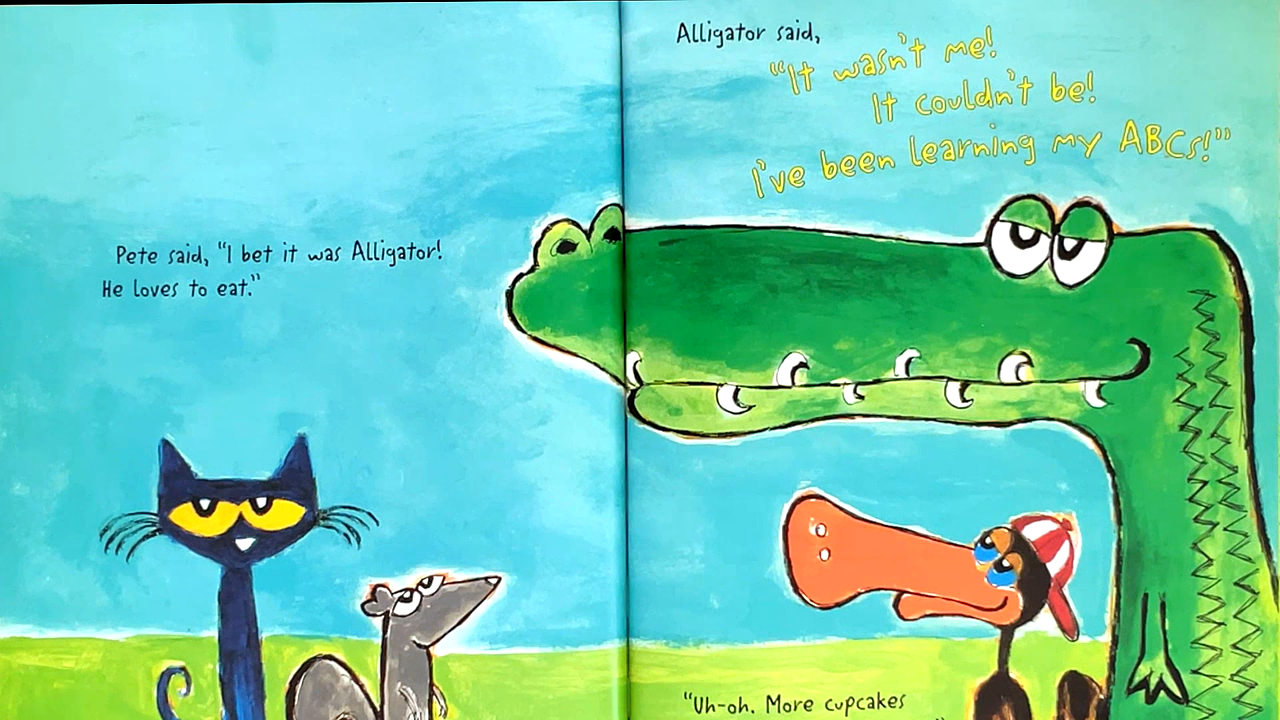 Pete said, "I bet it was Alligator!
He loves to eat."
Alligator said,
"It wasn't me!
It couldn't be!
I've been learning my ABCs!"
"Uh-oh. More cupcakes